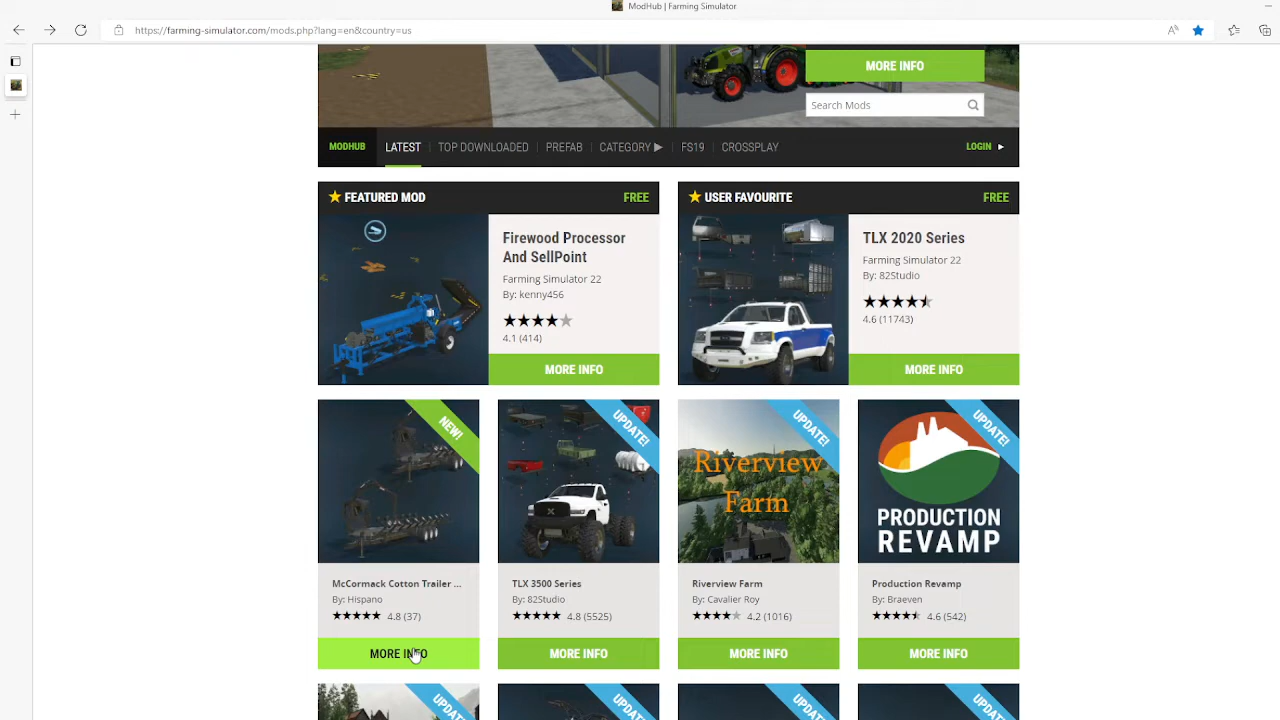 ModHub | Farming Simulator
https://farming-simulator.com/mods.php?lang=en&country=us
MORE INFO
Search Mods
MODHUB LATEST TOP DOWNLOADED PREFAB CATEGORY ▶ FS19 CROSSPLAY LOGIN ▶
FEATURED MOD FREE
Firewood Processor
And SellPoint
Farming Simulator 22
By: kenny456
4.1 (414)
MORE INFO
USER FAVOURITE FREE
TLX 2020 Series
Farming Simulator 22
By: 82Studio
4.6 (11743)
MORE INFO
NEW!
McCormack Cotton Trailer ...
By: Hispano
4.8 (37)
MORE INFO
UPDATE!
TLX 3500 Series
By: 82Studio
4.8 (5525)
MORE INFO
UPDATE!
Riverview
Farm
Riverview Farm
By: Cavalier Roy
4.2 (1016)
MORE INFO
UPDATE!
PRODUCTION
REVAMP
Production Revamp
By: Braeven
4.6 (542)
MORE INFO
UPDATE!
UPDATE!
UPDATE!
UPDATE!